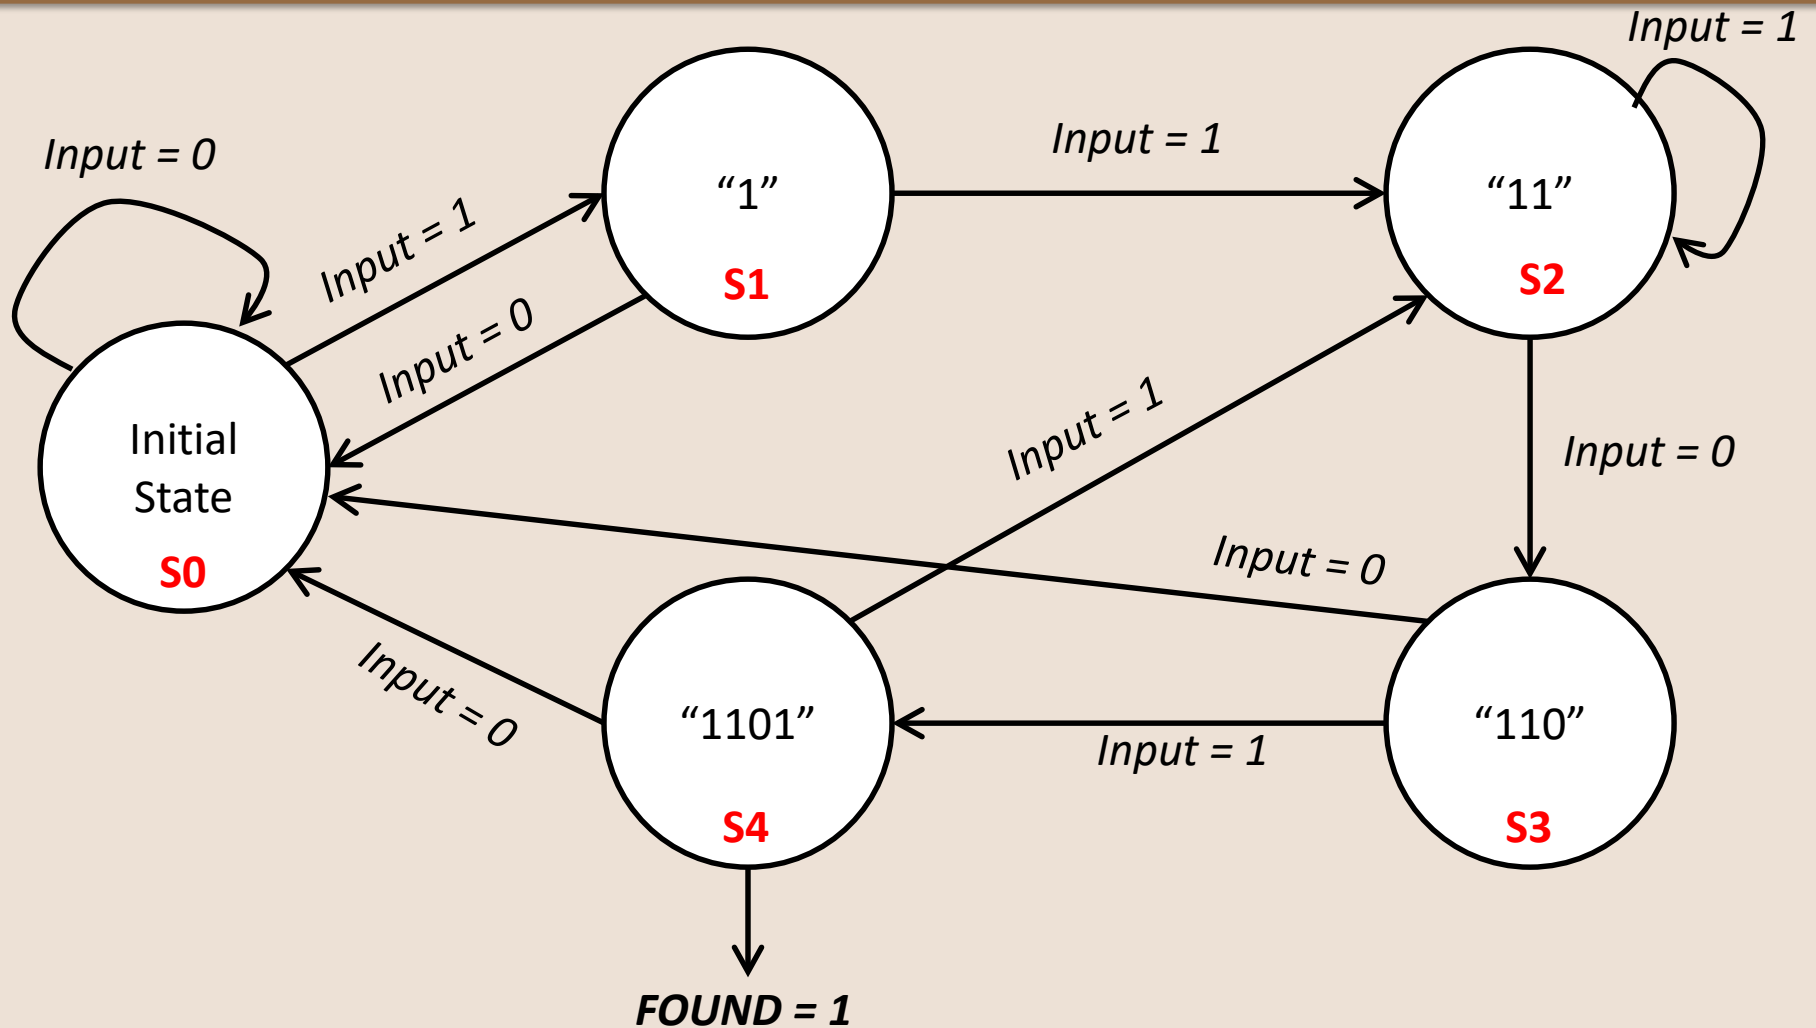 Input = 1
Input = 0
Input = 1
“1”
S1
Input = 1
“11”
S2
Input = 0
Initial
State
S0
Input = 1
Input = 0
Input = 0
Input = 0
“1101”
S4
Input = 1
“110”
S3
FOUND = 1